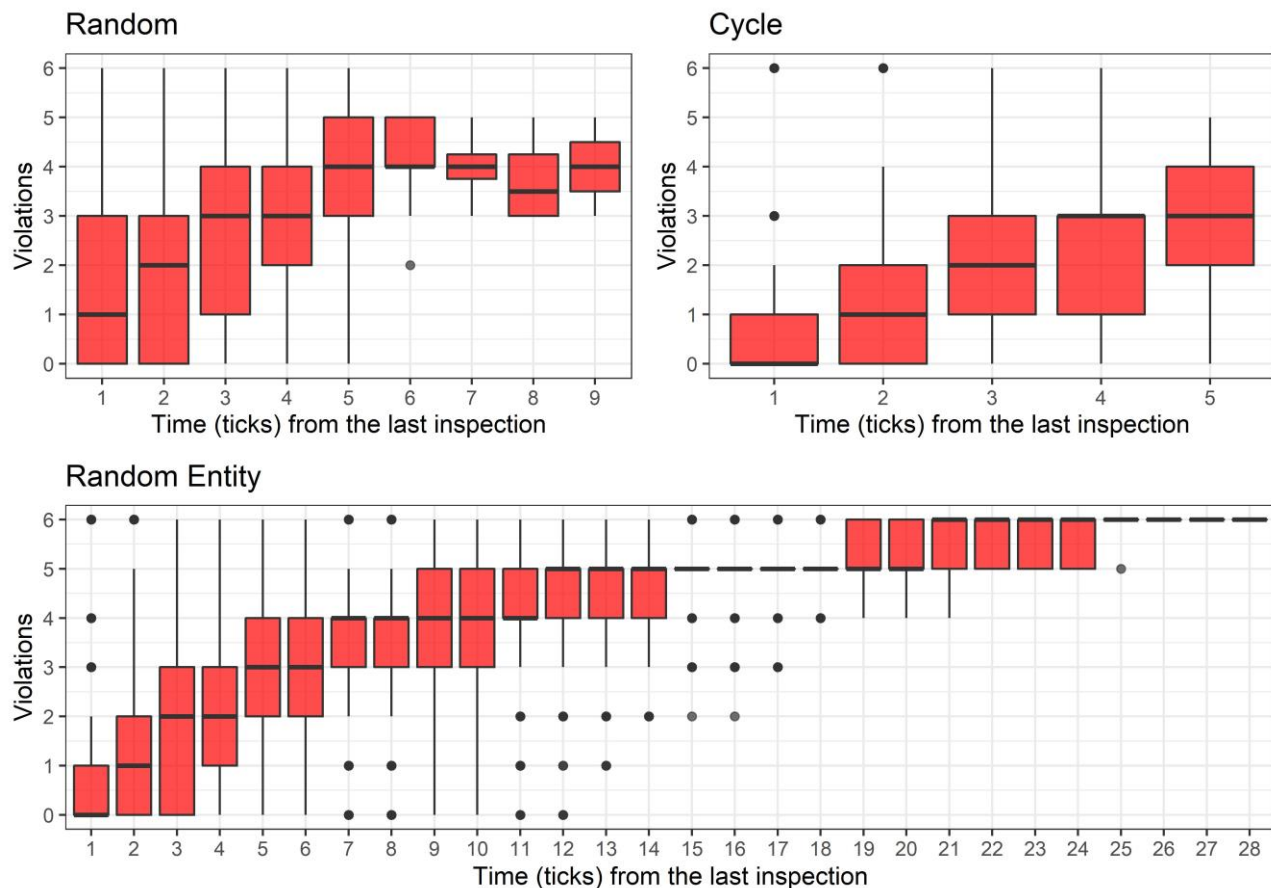 Random
6
5
4
3
2
1
0
Violations
1 2 3 4 5 6 7 8 9
Time (ticks) from the last inspection
Cycle
6
5
4
3
2
1
0
Violations
1 2 3 4 5
Time (ticks) from the last inspection
Random Entity
6
5
4
3
2
1
0
Violations
1 2 3 4 5 6 7 8 9 10 11 12 13 14 15 16 17 18 19 20 21 22 23 24 25 26 27 28
Time (ticks) from the last inspection